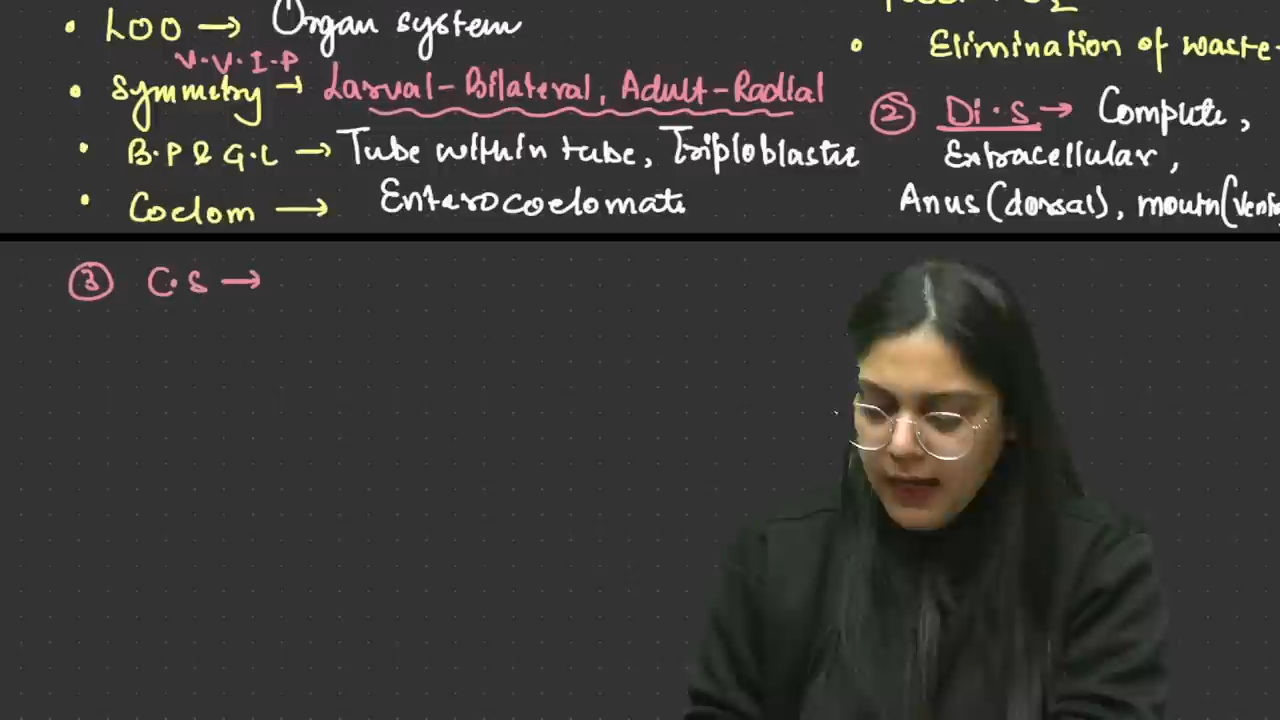 • LOO → Organ system
V.V.I.P
• Symmetry → Larval-Bilateral, Adult-Radial
• B.P & G.L → Tube within tube, Triploblastic
• Coelom → Enterocoelomate
• Elimination of waste
② Di.S → Complete,
Extracellular,
Anus (dorsal), mouth (
③ C.S →